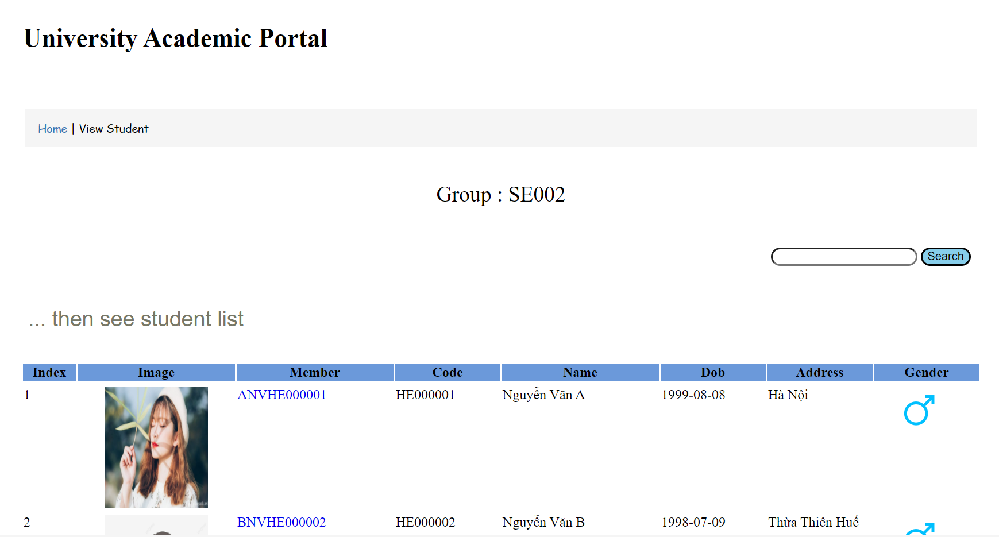 University Academic Portal
Home | View Student
Group : SE002
Search
... then see student list
Index Image Member Code Name Dob Address Gender
1 ANVHE000001 HE000001 Nguyễn Văn A 1999-08-08 Hà Nội
2 BNVHE000002 HE000002 Nguyễn Văn B 1998-07-09 Thừa Thiên Huế